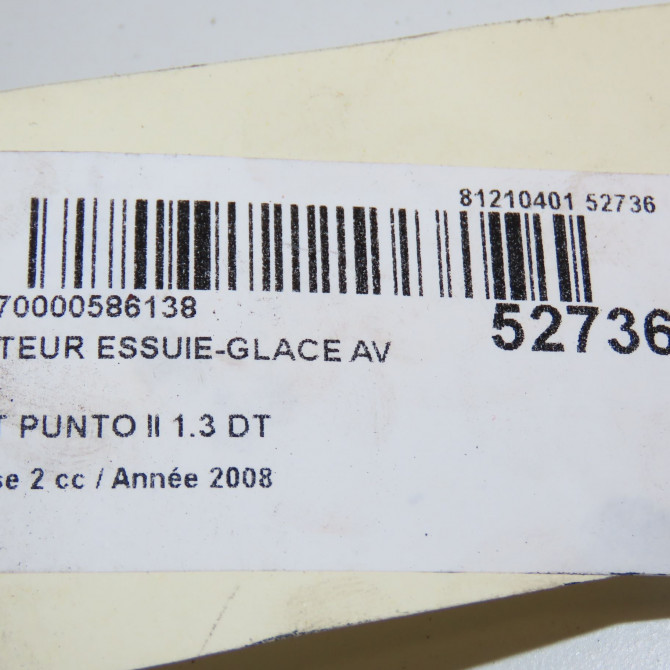 81210401 52736
70000586138
52736
TEUR ESSUIE-GLACE AV
T PUNTO II 1.3 DT
se 2 cc / Année 2008